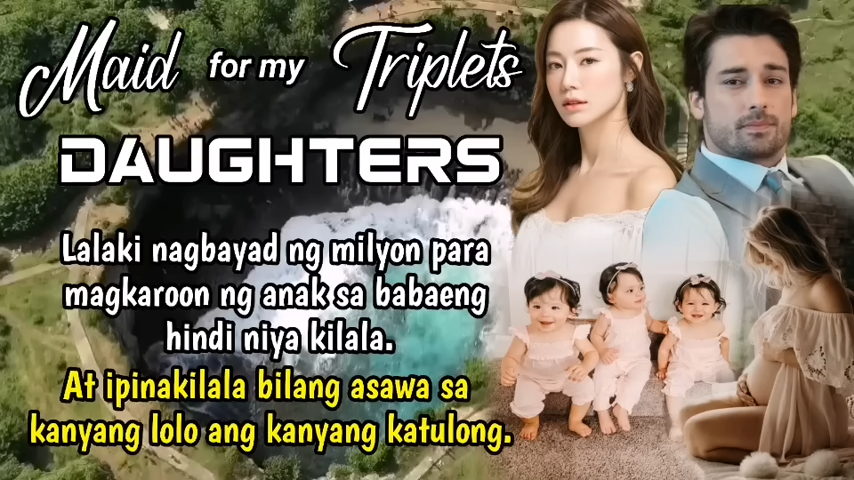 Maid for my Triplets
DAUGHTERS
Lalaki nagbayad ng milyon para
magkaroon ng anak sa babaeng
hindi niya kilala.
At ipinakilala bilang asawa sa
kanyang lolo ang kanyang katulong.